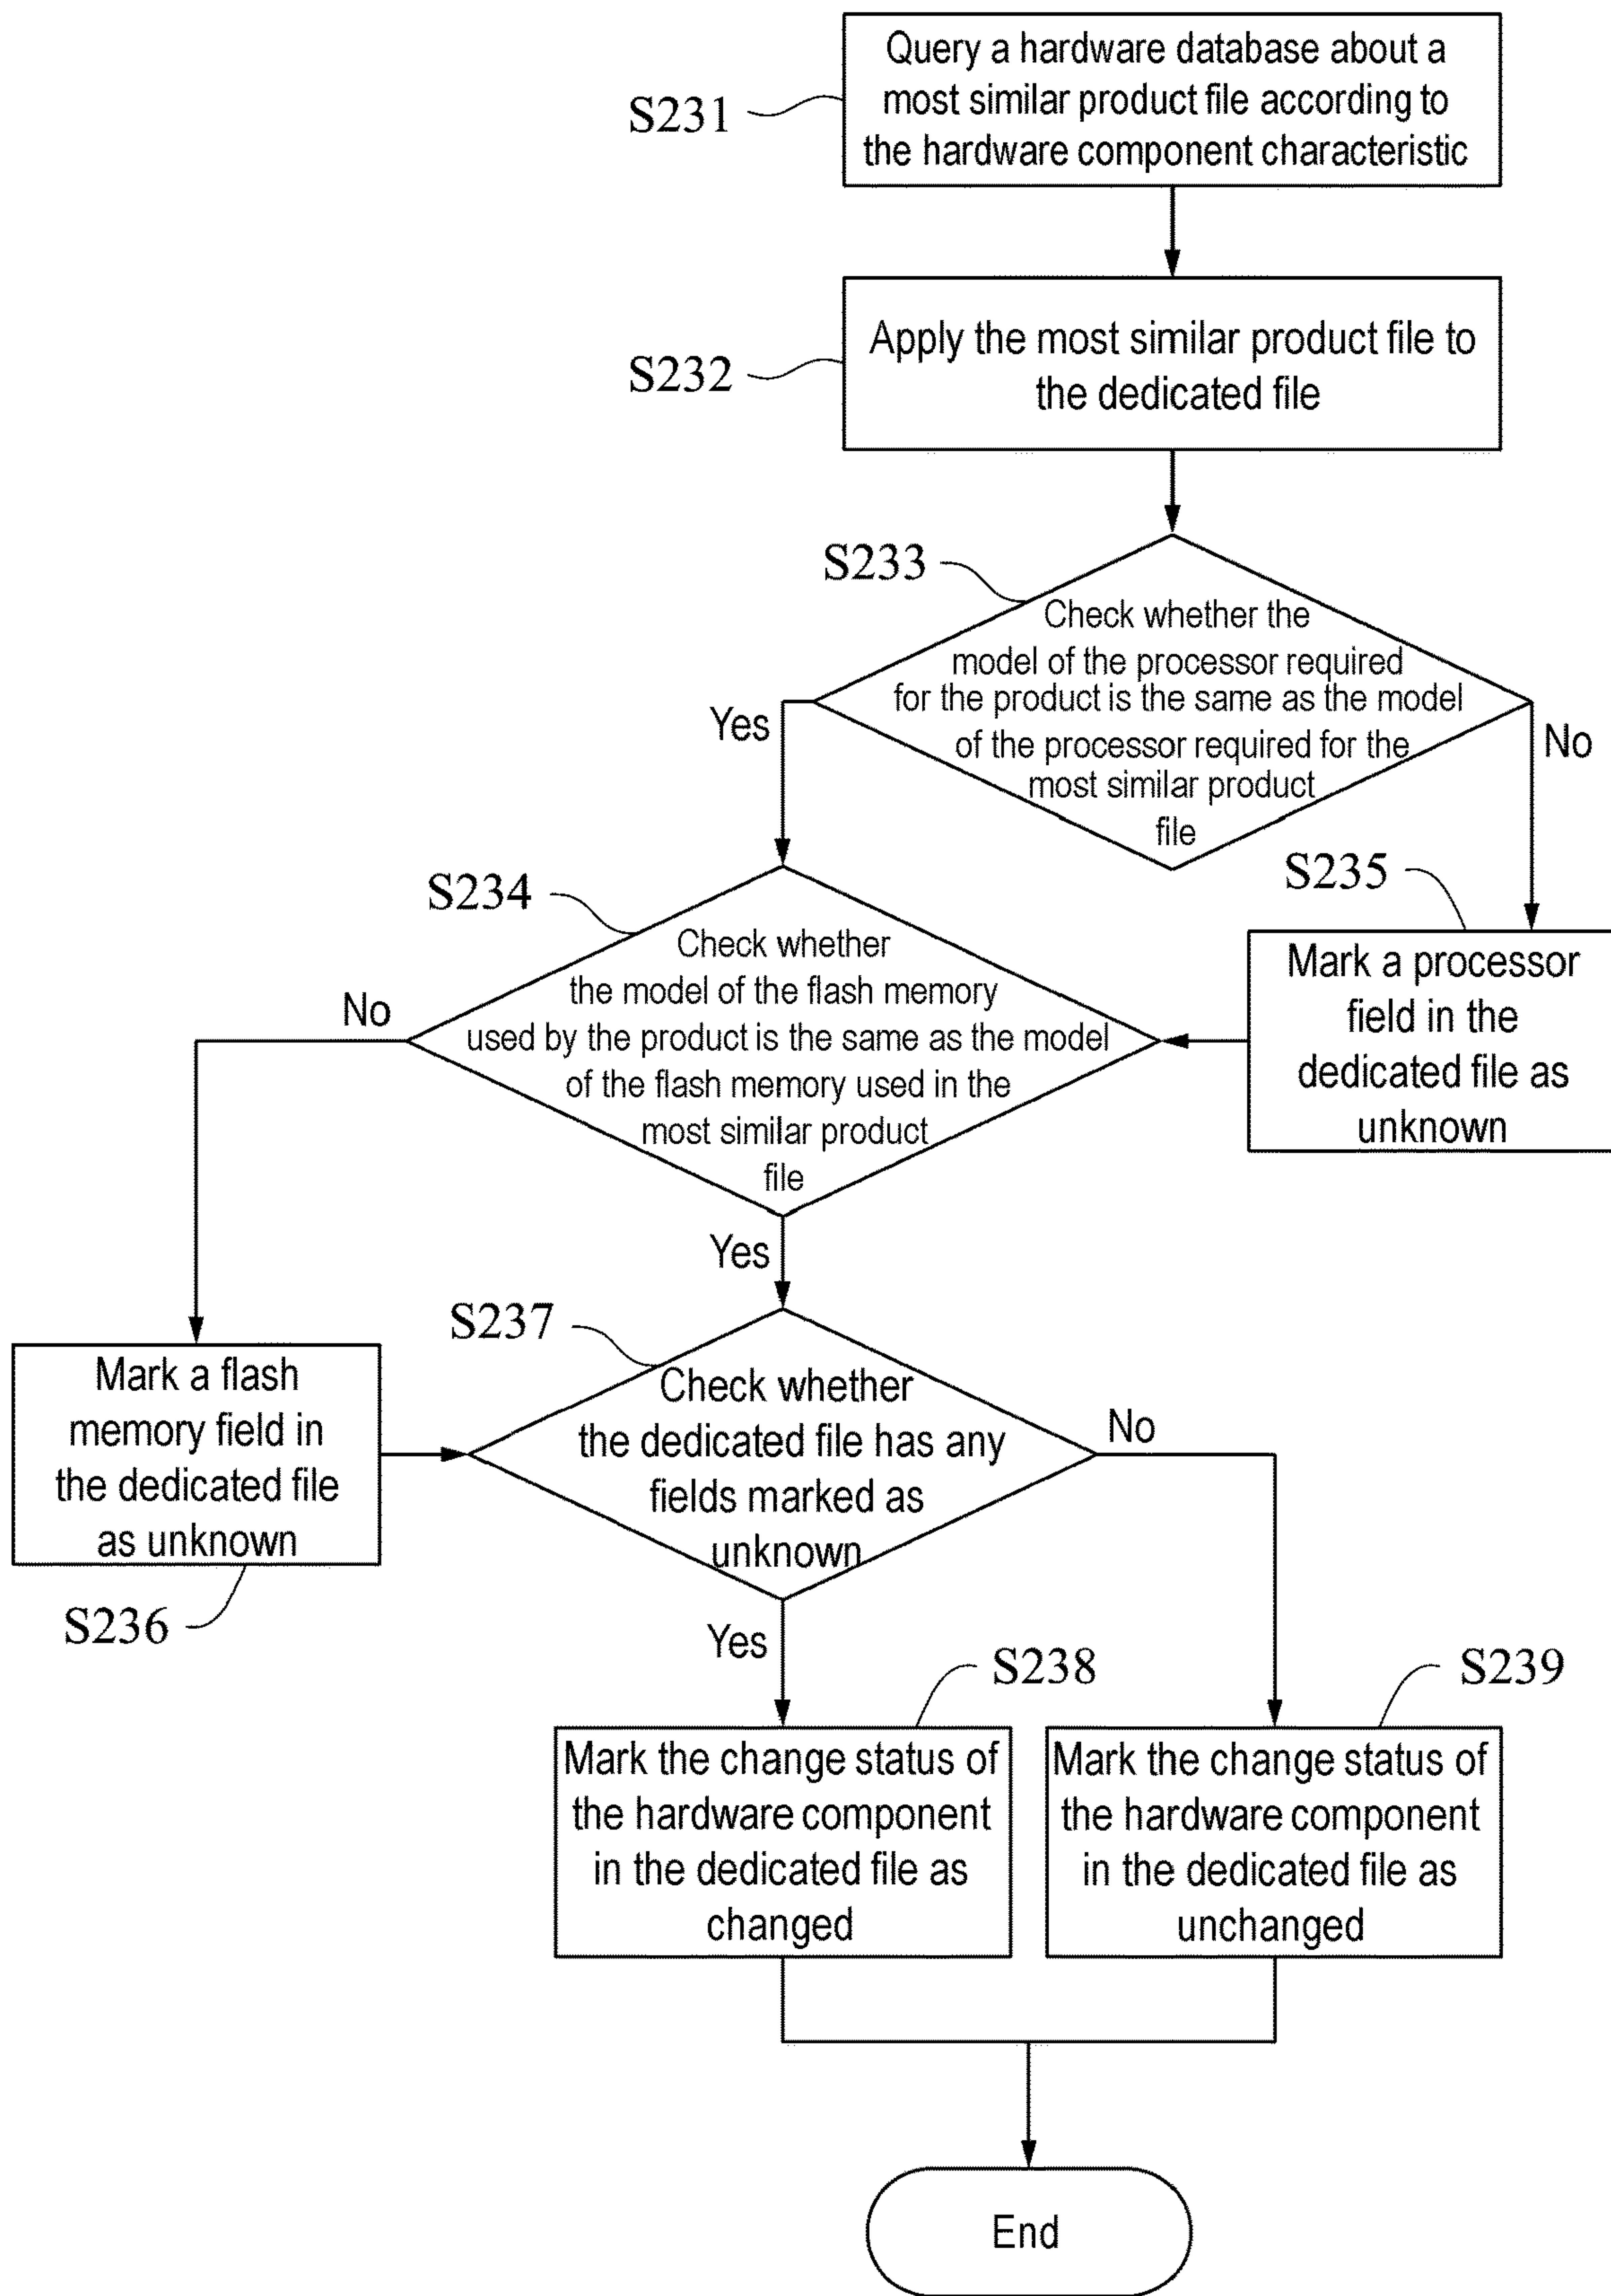 Query a hardware database about a
most similar product file according to
the hardware component characteristic
S231
Apply the most similar product file to
the dedicated file
S232
S233
Check whether the
model of the processor required
for the product is the same as the model
of the processor required for the
most similar product
file
Yes
No
S234
S235
Check whether
the model of the flash memory
used by the product is the same as the model
of the flash memory used in the
most similar product
file
No
Mark a processor
field in the
dedicated file as
unknown
Yes
S237
Mark a flash
memory field in
the dedicated file
as unknown
S236
Check whether
the dedicated file has any
fields marked as
unknown
No
Yes
S238
S239
Mark the change status of
the hardware component
in the dedicated file as
changed
Mark the change status of
the hardware component
in the dedicated file as
unchanged
End